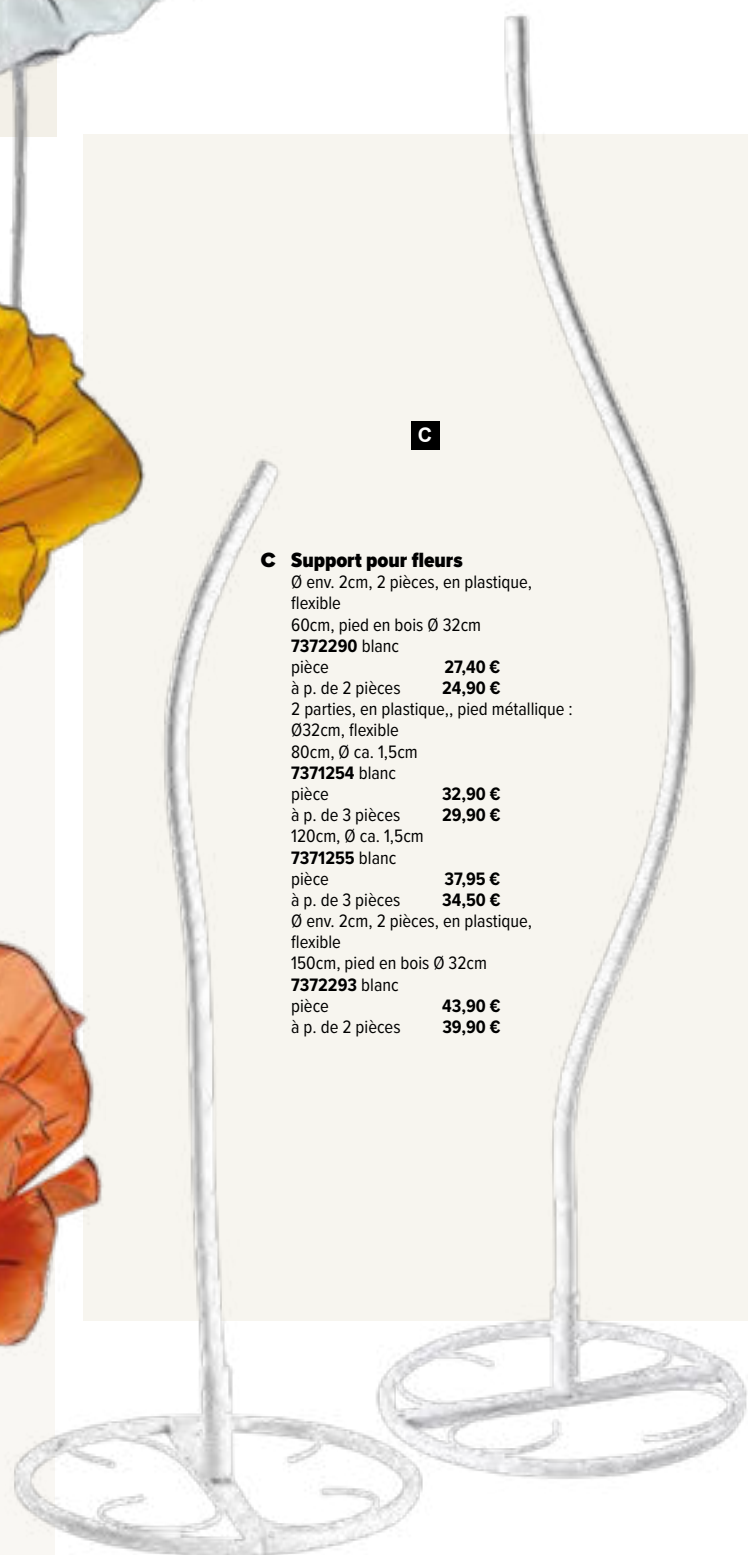 C
C Support pour fleurs
Ø env. 2cm, 2 pièces, en plastique,
flexible
60cm, pied en bois Ø 32cm
7372290 blanc
pièce 27,40 €
à p. de 2 pièces 24,90 €
2 parties, en plastique,, pied métallique :
Ø32cm, flexible
80cm, Ø ca. 1,5cm
7371254 blanc
pièce 32,90 €
à p. de 3 pièces 29,90 €
120cm, Ø ca. 1,5cm
7371255 blanc
pièce 37,95 €
à p. de 3 pièces 34,50 €
Ø env. 2cm, 2 pièces, en plastique,
flexible
150cm, pied en bois Ø 32cm
7372293 blanc
pièce 43,90 €
à p. de 2 pièces 39,90 €